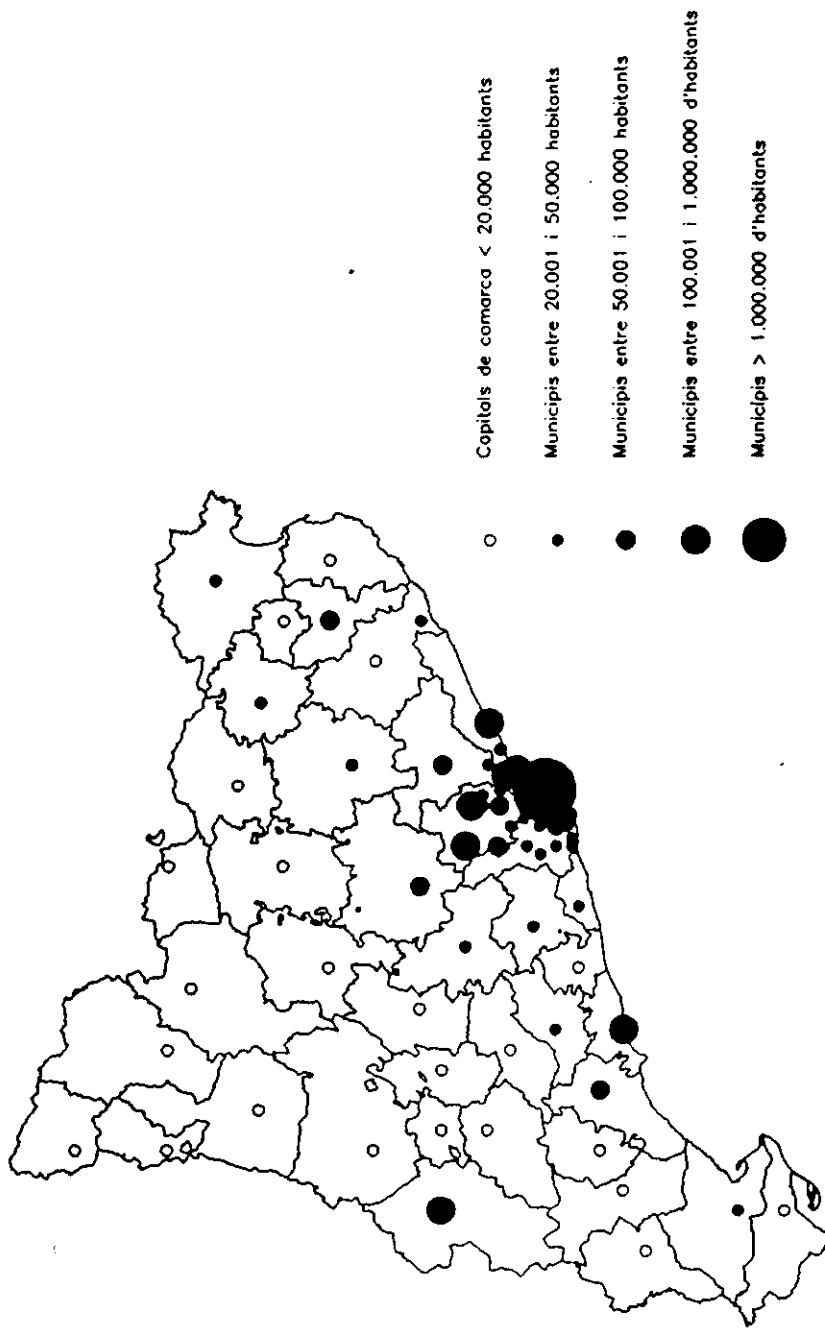 Capitals de comarca < 20.000 habitants
Municipis entre 20.001 i 50.000 habitants
Municipis entre 50.001 i 100.000 habitants
Municipis entre 100.001 i 1.000.000 d'habitants
Municipis > 1.000.000 d'habitants